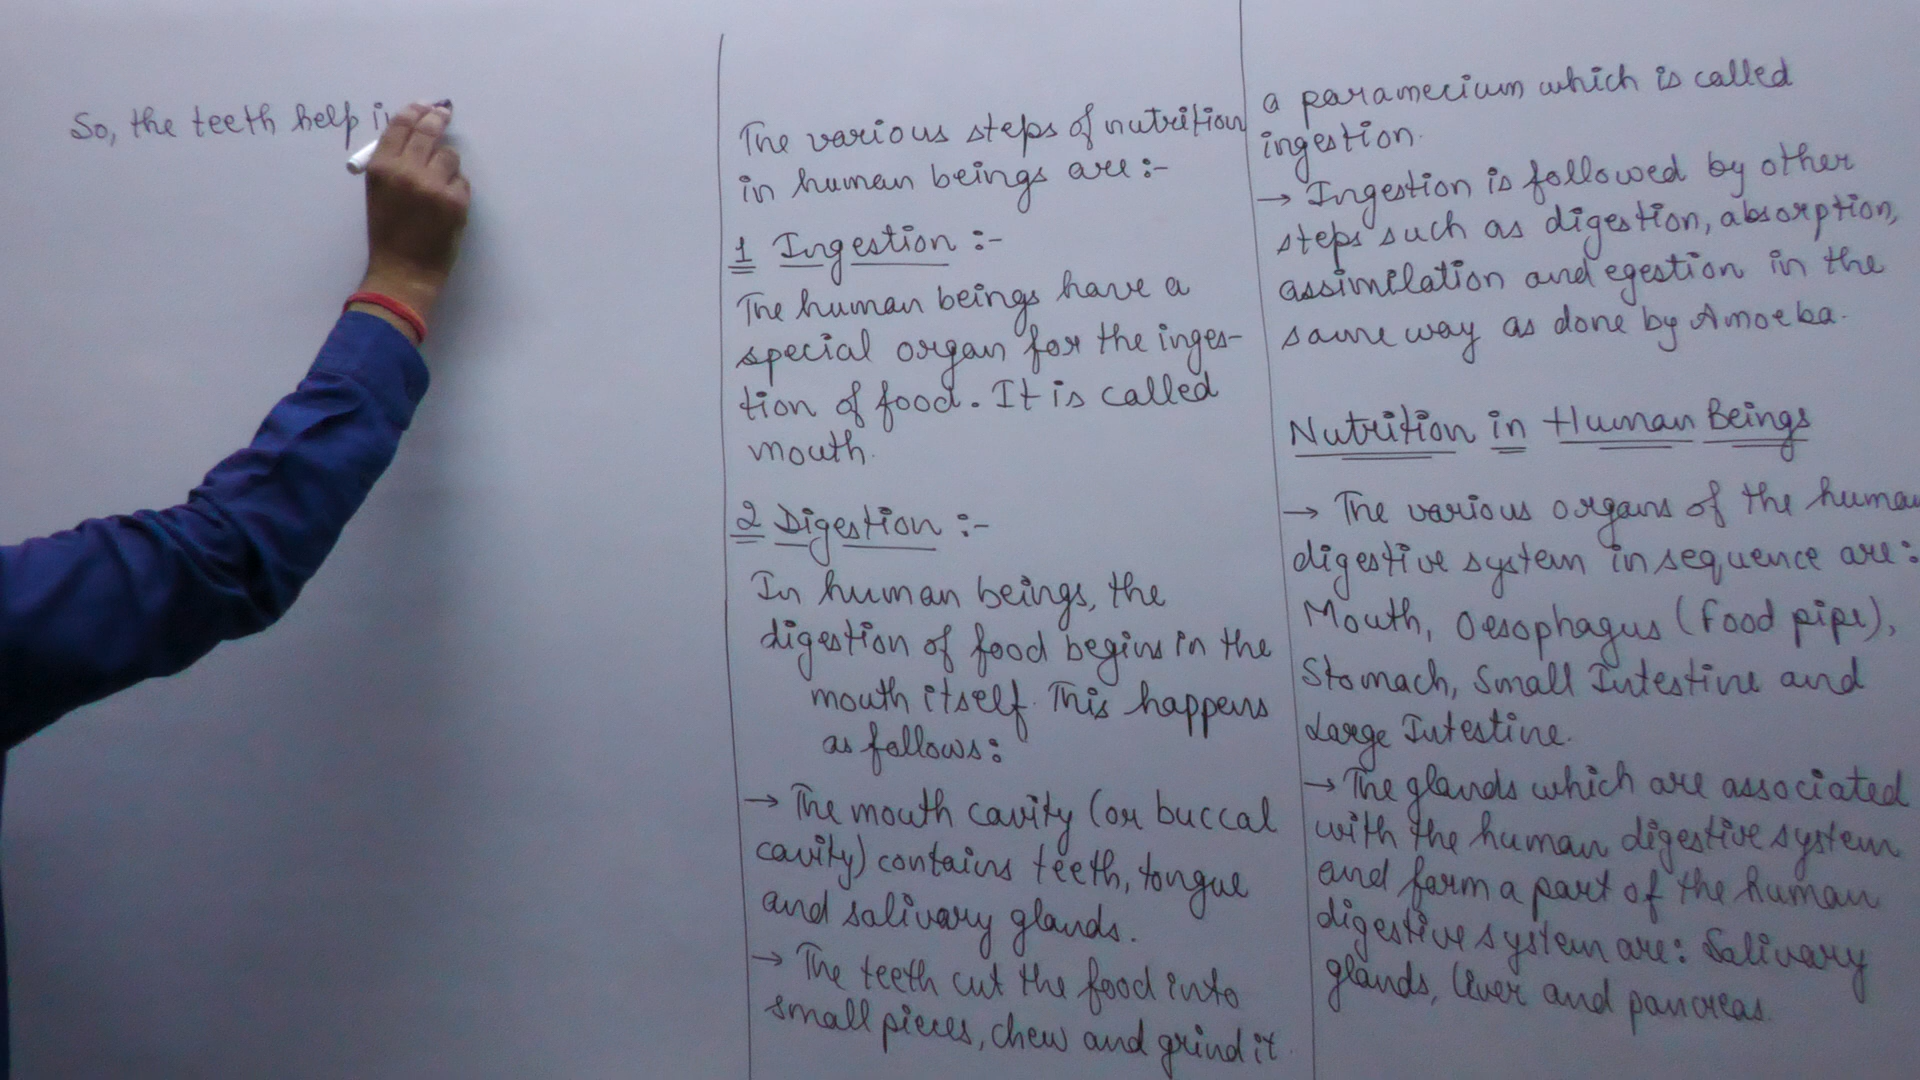 So, the teeth help
The various steps of nutrition
in human beings are :-
1 Ingestion :-
The human beings have a
special organ for the inges-
tion of food. It is called
mouth.
2 Digestion :-
In human beings, the
digestion of food begins in the
mouth itself. This happens
as follows:
→ The mouth cavity (or buccal
cavity) contains teeth, tongue
and salivary glands.
→ The teeth cut the food into
small pieces, chew and grind it.
a paramecium which is called
ingestion.
→ Ingestion is followed by other
steps such as digestion, absorption,
assimilation and egestion in the
same way as done by Amoeba.
Nutrition in Human Beings
→ The various organs of the human
digestive system in sequence are:
Mouth, Oesophagus (Food pipe),
Stomach, Small Intestine and
Large Intestine.
→ The glands which are associated
with the human digestive system
and form a part of the human
digestive system are: Salivary
glands, liver and pancreas.